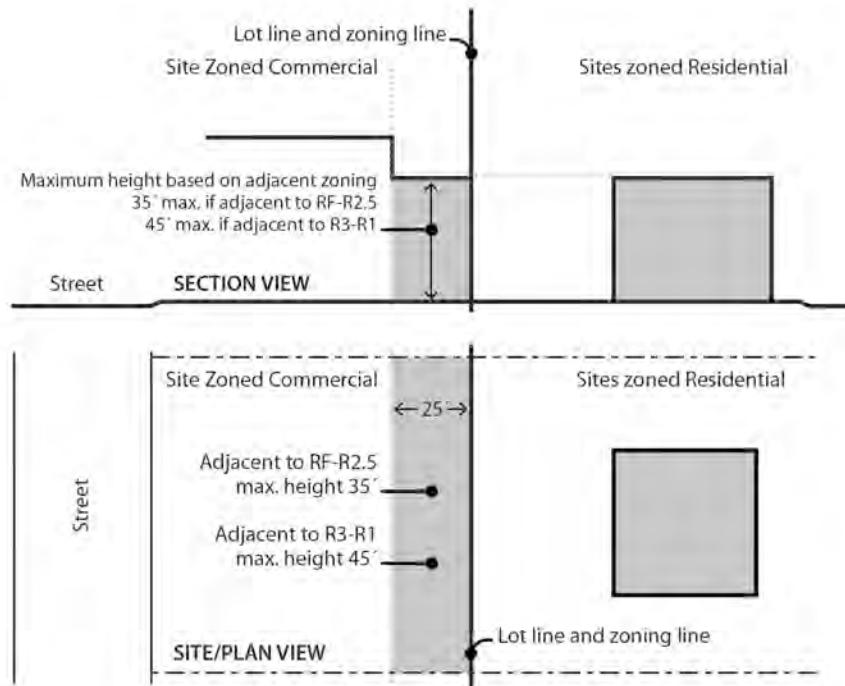 Lot line and zoning line
Site Zoned Commercial
Sites zoned Residential
Maximum height based on adjacent zoning
35´ max. if adjacent to RF-R2.5
45´ max. if adjacent to R3-R1
Street
SECTION VIEW
Site Zoned Commercial
Sites zoned Residential
25
Adjacent to RF-R2.5
max. height 35´
Street
Adjacent to R3-R1
max. height 45´
Lot line and zoning line
SITE/PLAN VIEW